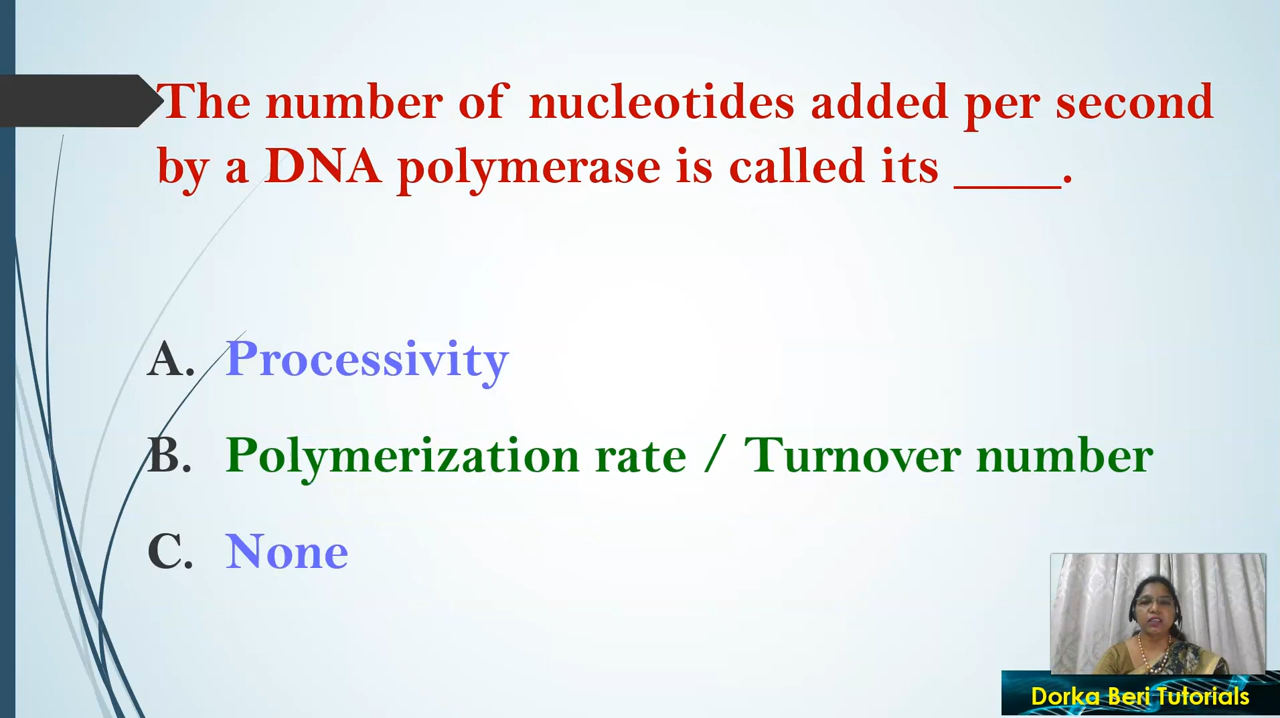 The number of nucleotides added per second
by a DNA polymerase is called its ____.
A. Processivity
B. Polymerization rate / Turnover number
C. None
Dorka Beri Tutorials